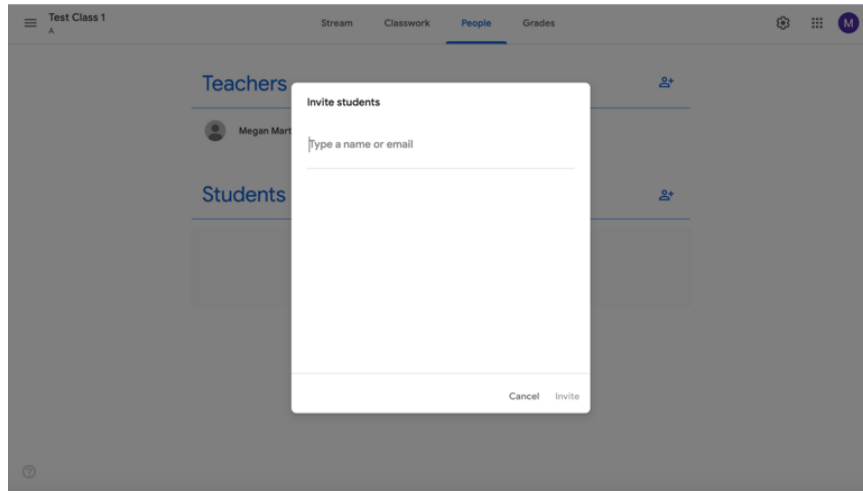 Test Class 1
A
Stream Classwork People Grades
M
Teachers
Megan Mart
Students
Invite students
Type a name or email
Cancel Invite